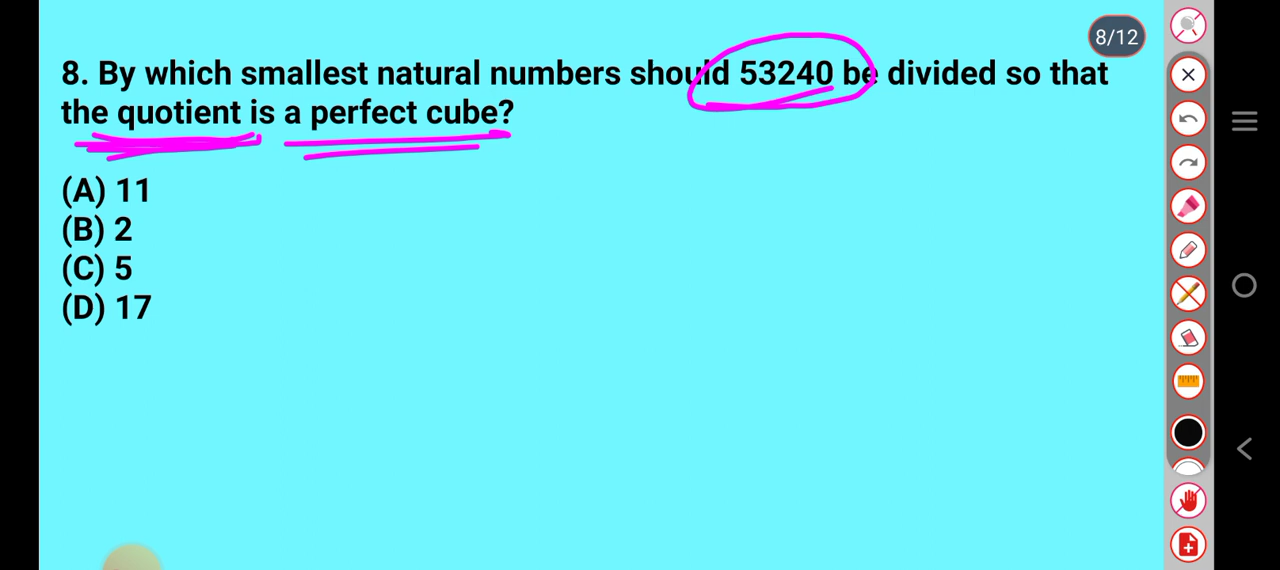 8/12
8. By which smallest natural numbers should 53240 be divided so that
the quotient is a perfect cube?
(A) 11
(B) 2
(C) 5
(D) 17